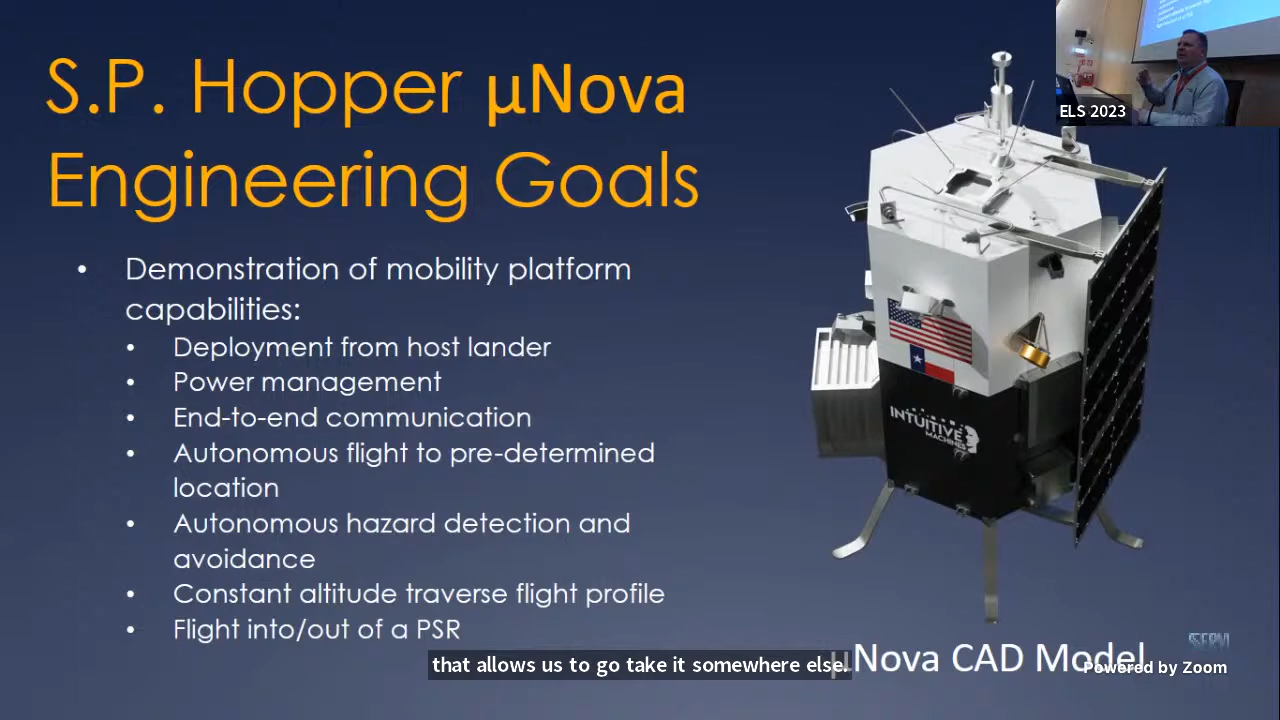 S.P. Hopper µNova
Engineering Goals
• Demonstration of mobility platform
capabilities:
• Deployment from host lander
• Power management
• End-to-end communication
• Autonomous flight to pre-determined
location
• Autonomous hazard detection and
avoidance
• Constant altitude traverse flight profile
• Flight into/out of a PSR
ELS 2023
INTUITIVE
MACHINES
µNova CAD Model
that allows us to go take it somewhere else.
Powered by Zoom